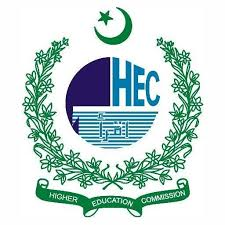 HEC
اقرأ
HIGHER EDUCATION COMMISSION